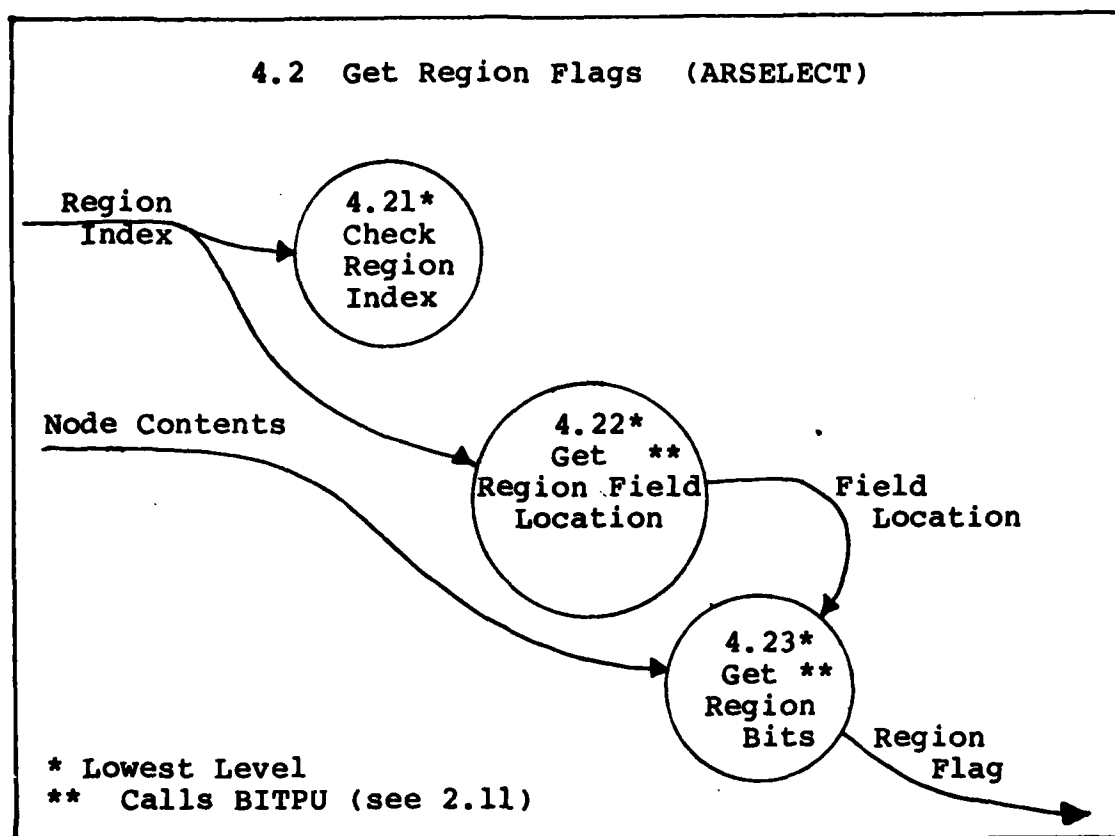 4.2 Get Region Flags (ARSELECT)
Region
Index
4.21*
Check
Region
Index
Node Contents
4.22*
Get **
Region Field
Location
Field
Location
4.23*
Get **
Region
Bits
Region
Flag
* Lowest Level
** Calls BITPU (see 2.11)